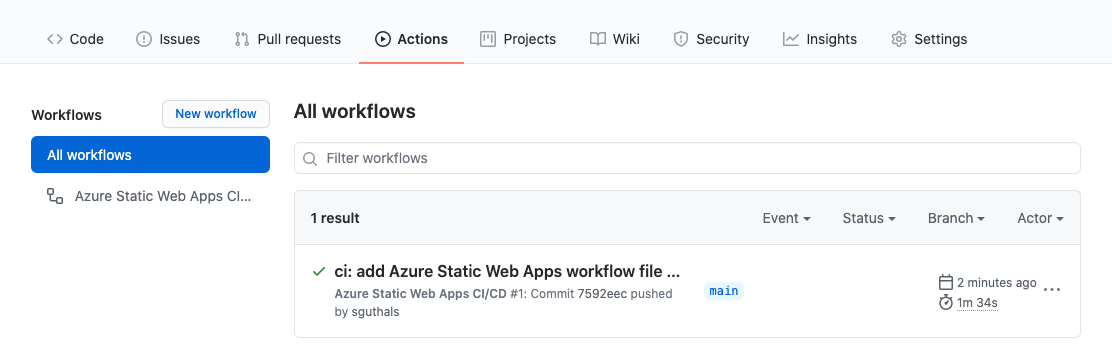 Code Issues Pull requests Actions Projects Wiki Security Insights Settings
Workflows
New workflow
All workflows
Azure Static Web Apps CI...
All workflows
Filter workflows
1 result Event Status Branch Actor
ci: add Azure Static Web Apps workflow file ...
Azure Static Web Apps CI/CD #1: Commit 7592eec pushed
by sguthals
main
2 minutes ago
1m 34s